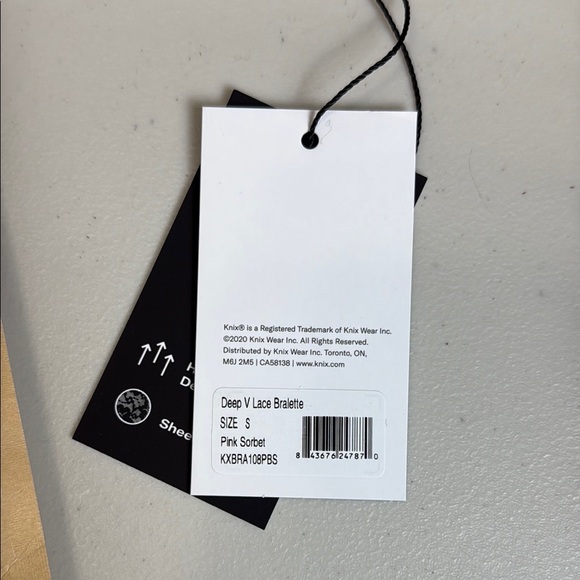 Knix® is a Registered Trademark of Knix Wear Inc.
©2020 Knix Wear Inc. All Rights Reserved.
Distributed by Knix Wear Inc. Toronto, ON,
M6J 2M5 | CA58138 | www.knix.com
Deep V Lace Bralette
SIZE S
Pink Sorbet
KXBRA108PBS
8 43676 24787 0